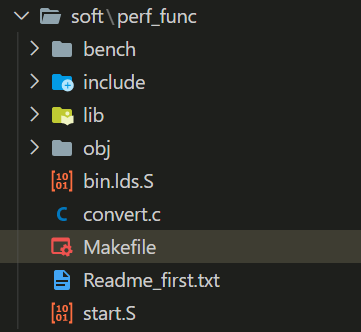 soft\perf_func
bench
include
lib
obj
bin.lds.S
convert.c
Makefile
Readme_first.txt
start.S